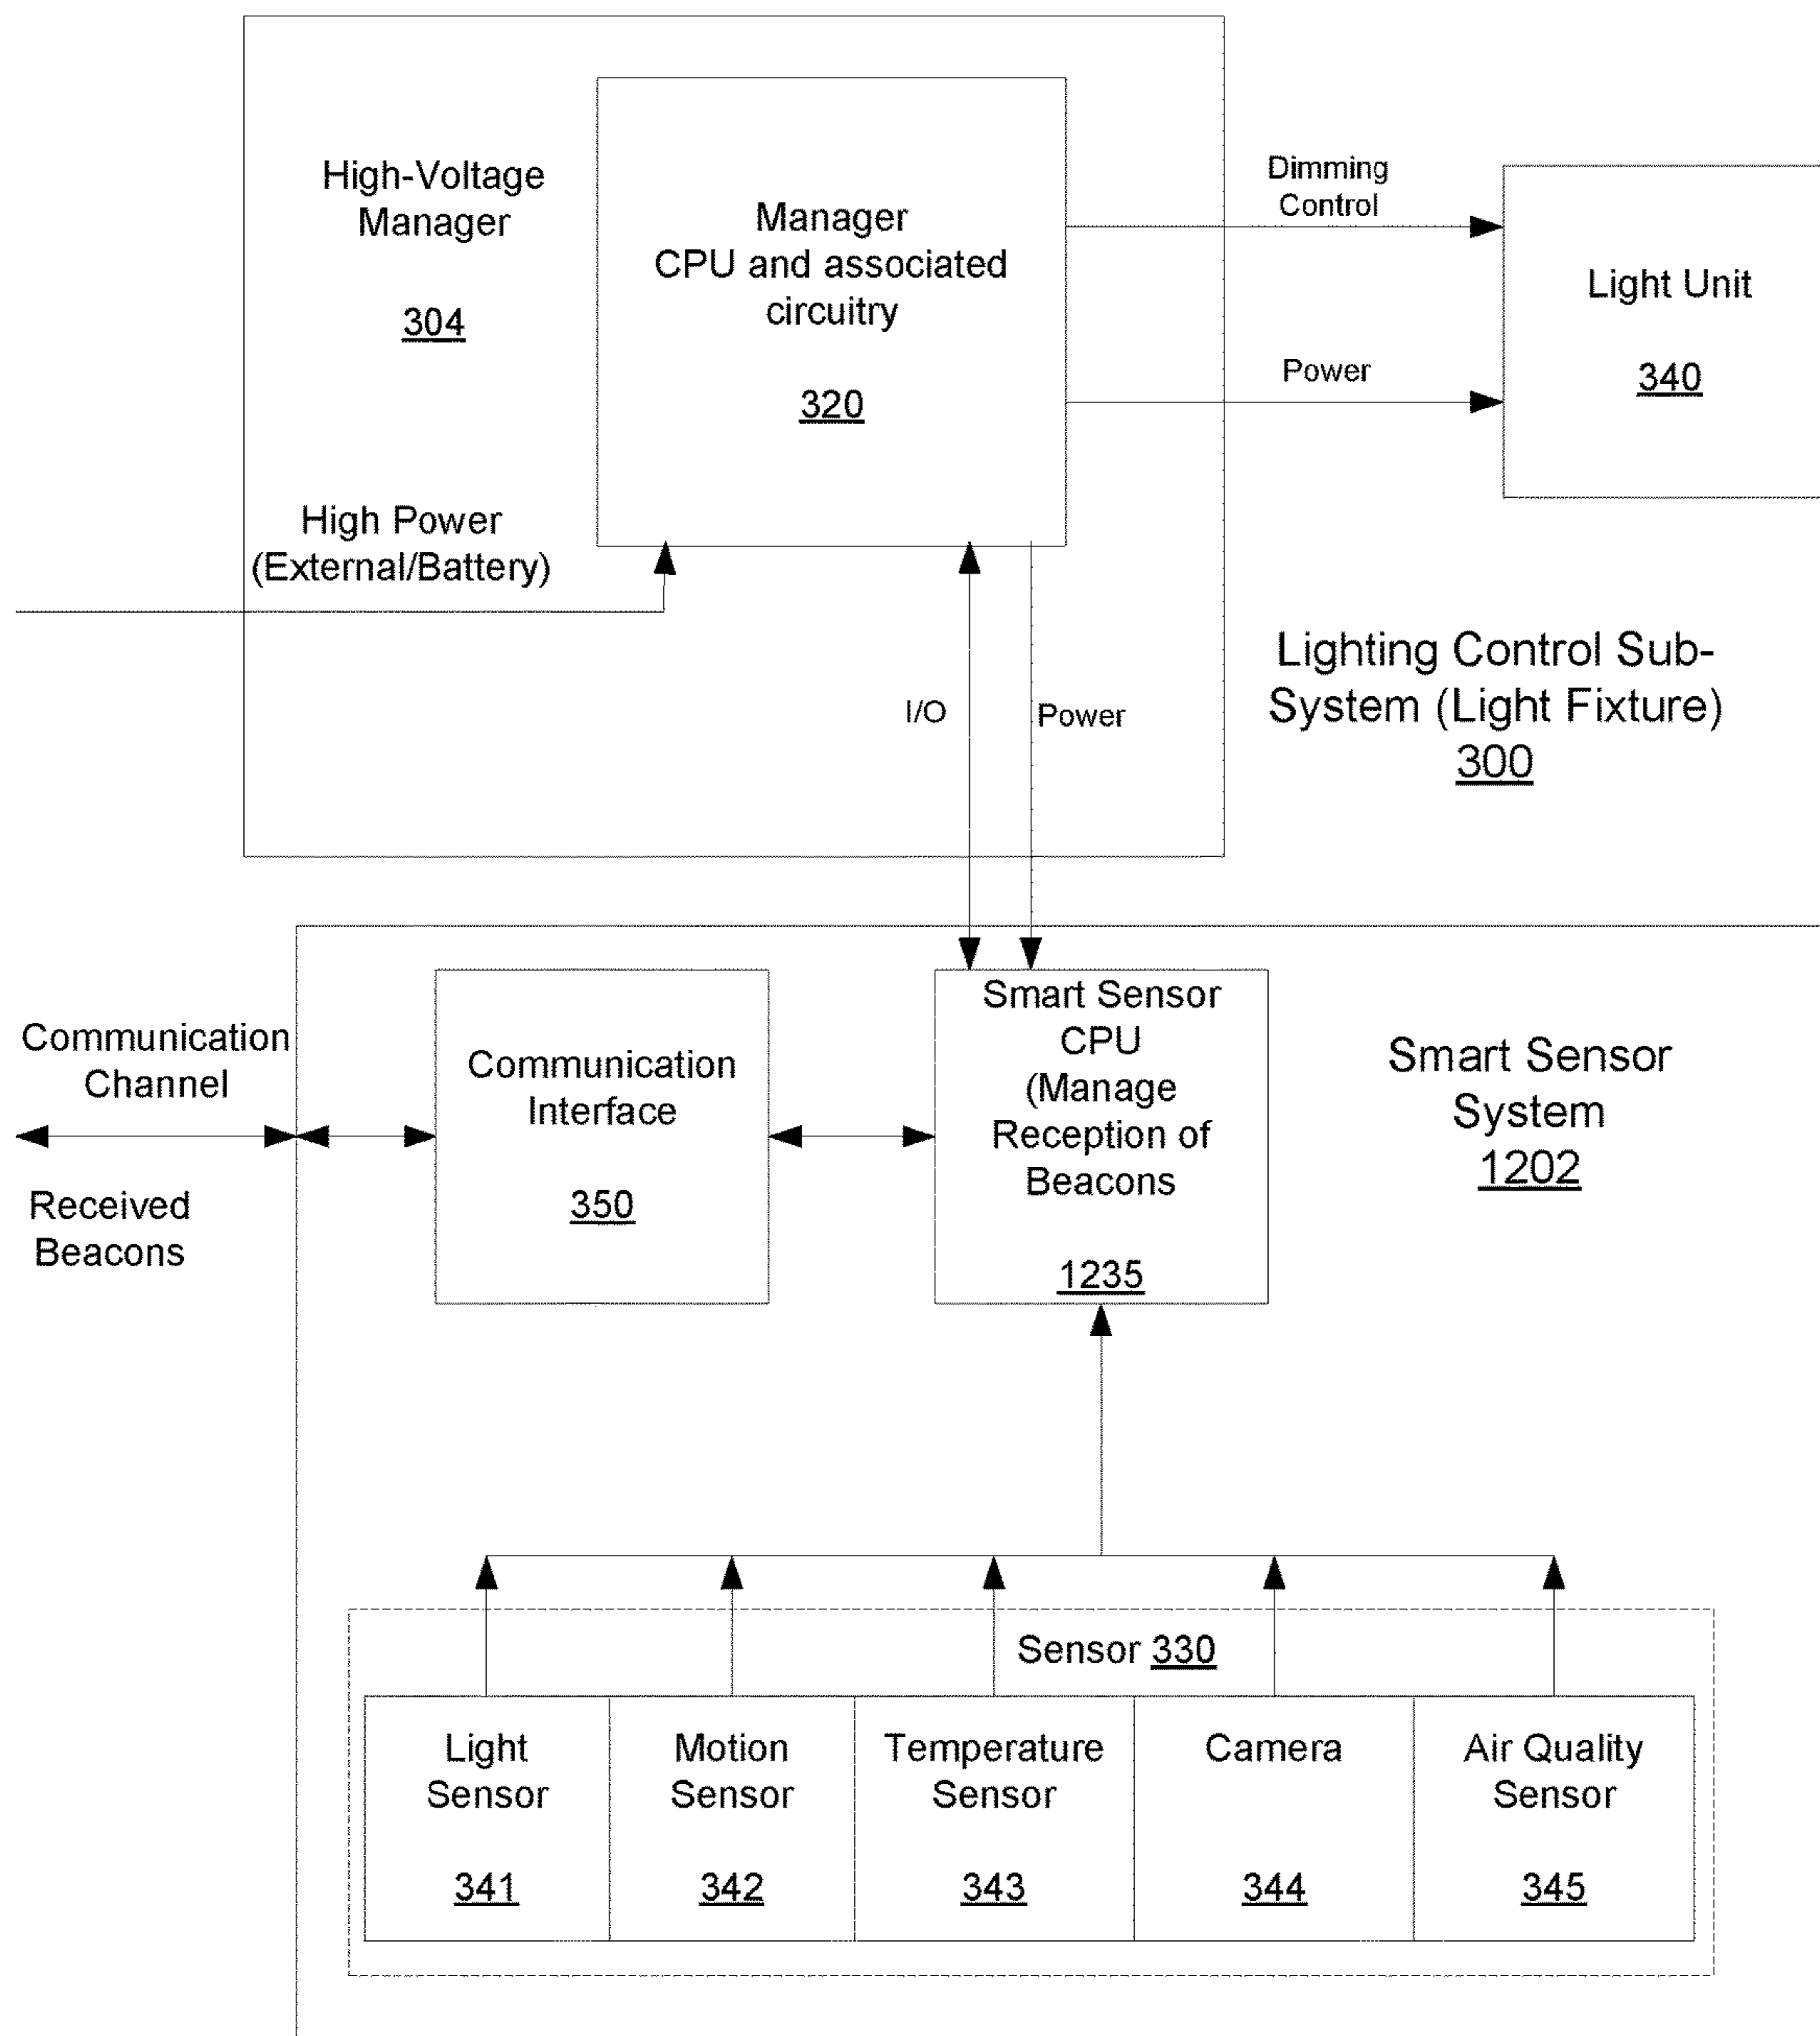 High-Voltage
Manager
304
Manager
CPU and associated
circuitry
320
Dimming
Control
Power
Light Unit
340
High Power
(External/Battery)
I/O
Power
Lighting Control Sub-
System (Light Fixture)
300
Communication
Channel
Received
Beacons
Communication
Interface
350
Smart Sensor
CPU
(Manage
Reception of
Beacons
1235
Smart Sensor
System
1202
Sensor 330
Light
Sensor
341
Motion
Sensor
342
Temperature
Sensor
343
Camera
344
Air Quality
Sensor
345